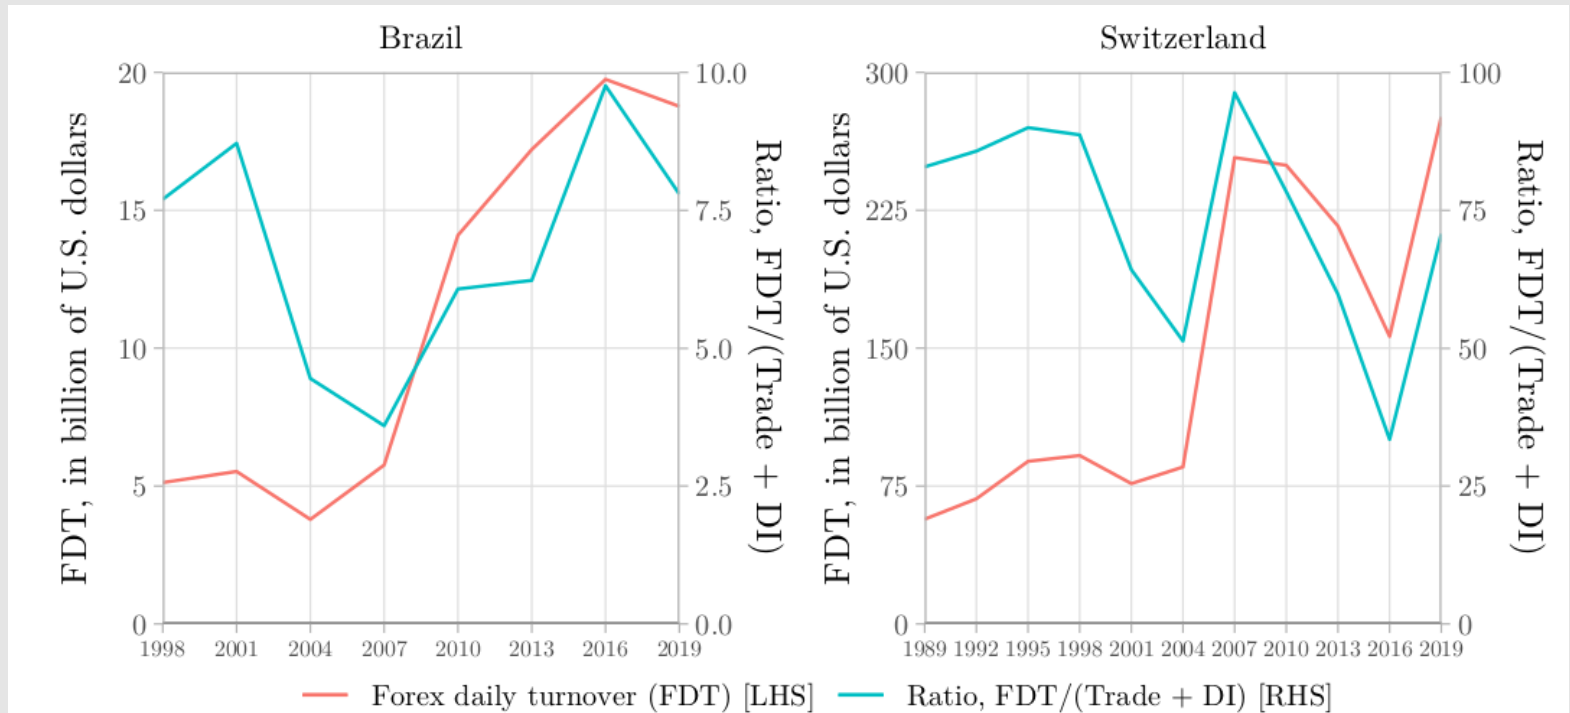 Brazil
20
15
10
5
0
10.0
7.5
5.0
2.5
0.0
FDT, in billion of U.S. dollars
Ratio, FDT/(Trade + DI)
1998 2001 2004 2007 2010 2013 2016 2019
Switzerland
300
225
150
75
0
100
75
50
25
0
FDT, in billion of U.S. dollars
Ratio, FDT/(Trade + DI)
1989 1992 1995 1998 2001 2004 2007 2010 2013 2016 2019
Forex daily turnover (FDT) [LHS] Ratio, FDT/(Trade + DI) [RHS]